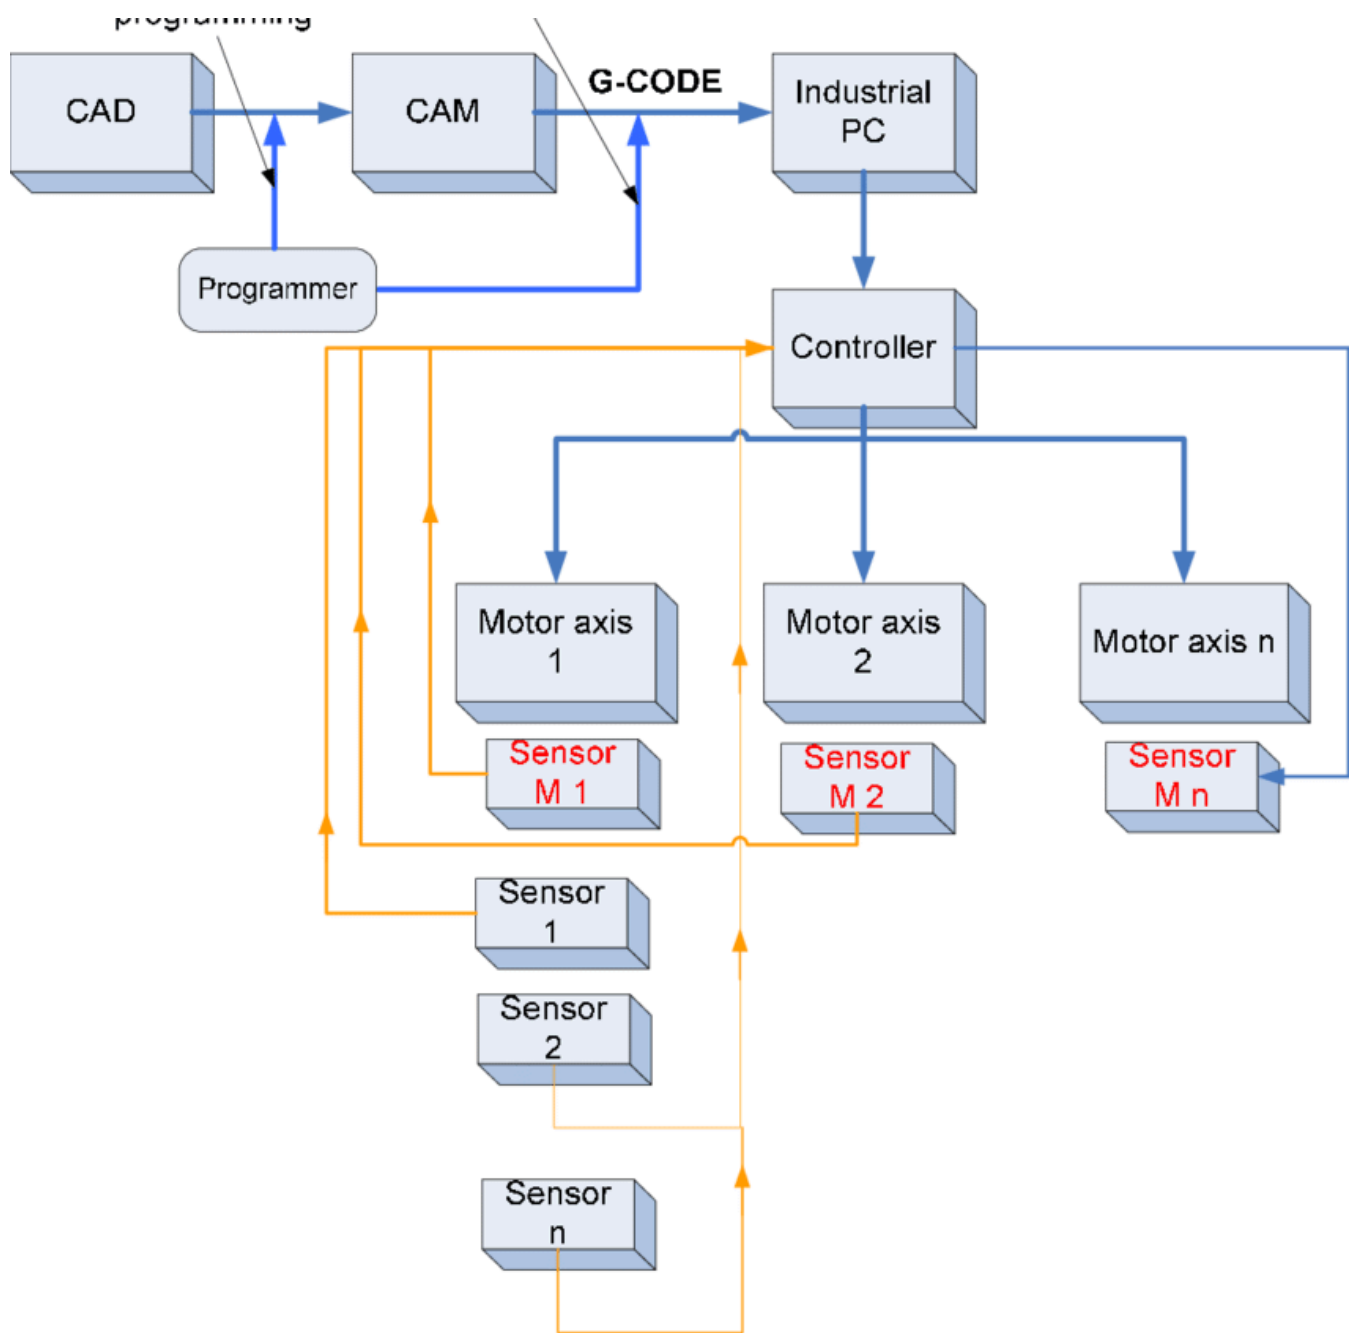 programming
CAD
CAM
G-CODE
Industrial
PC
Programmer
Controller
Motor axis
1
Motor axis
2
Motor axis n
Sensor
M 1
Sensor
M 2
Sensor
M n
Sensor
1
Sensor
2
Sensor
n